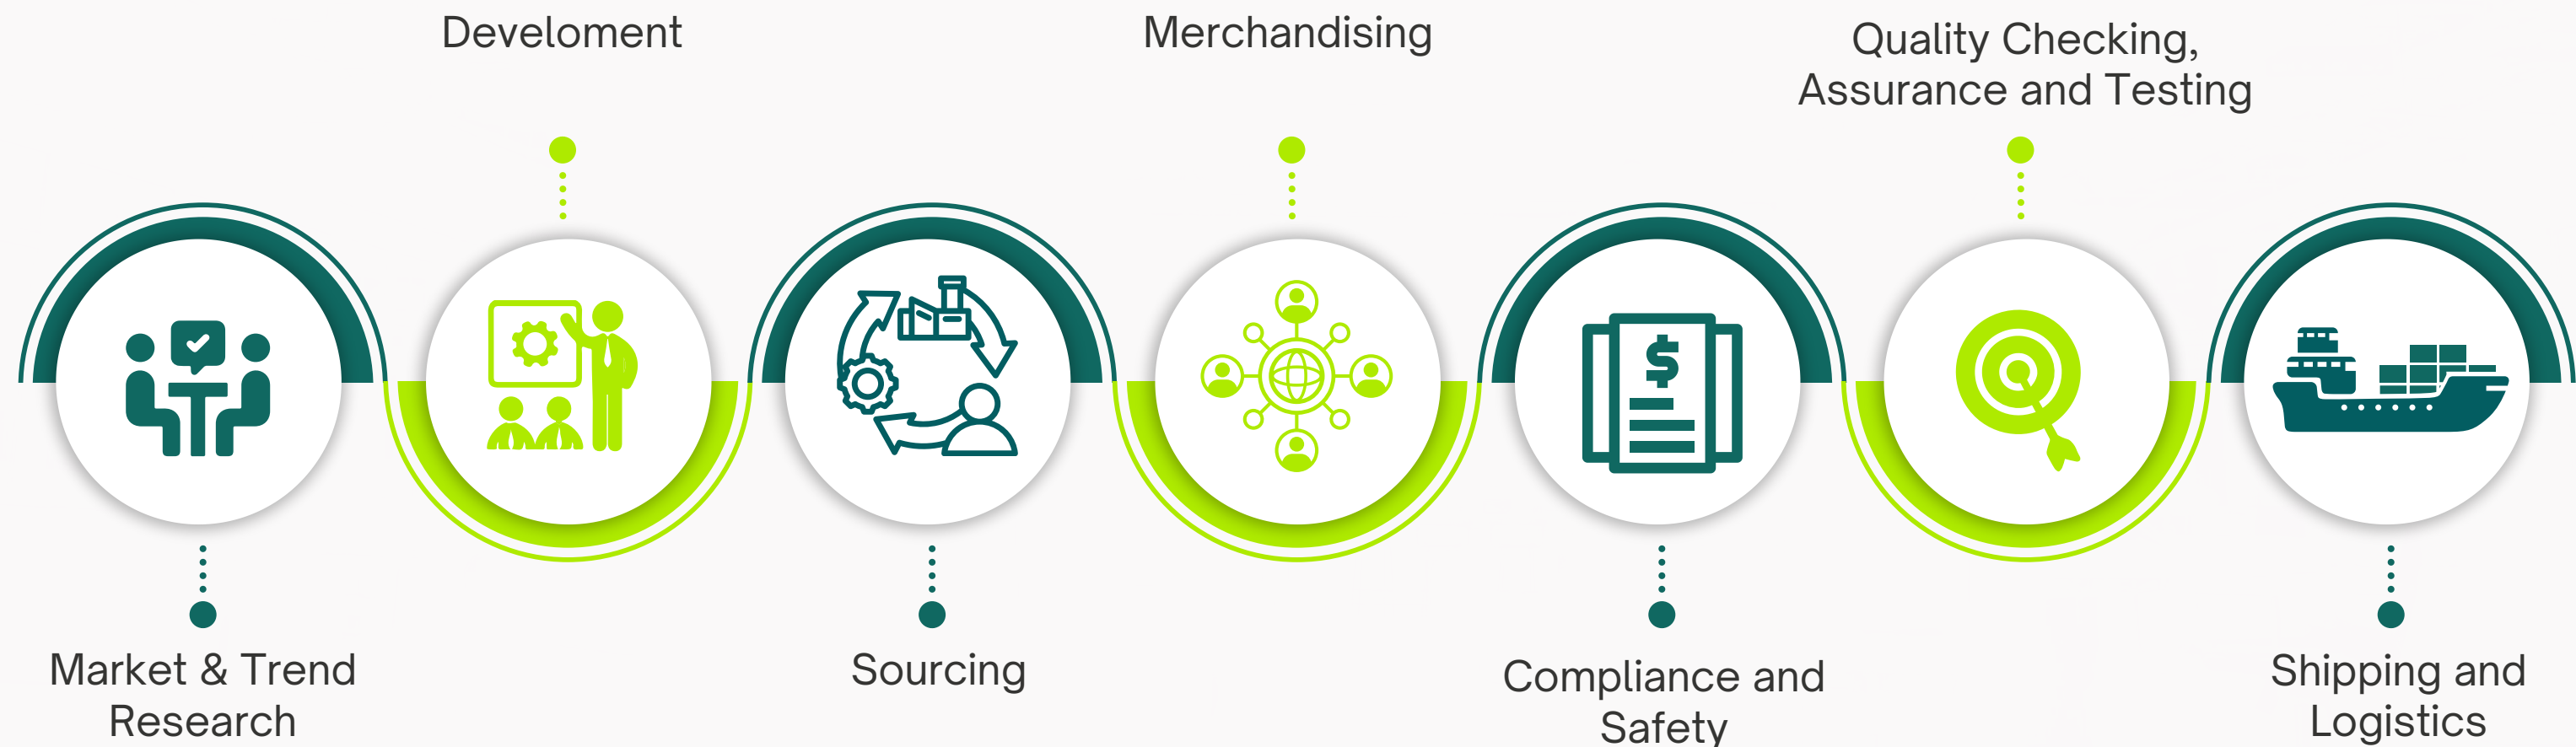 Develoment
Merchandising
Quality Checking,
Assurance and Testing
$
Market & Trend
Research
Sourcing
Compliance and
Safety
Shipping and
Logistics